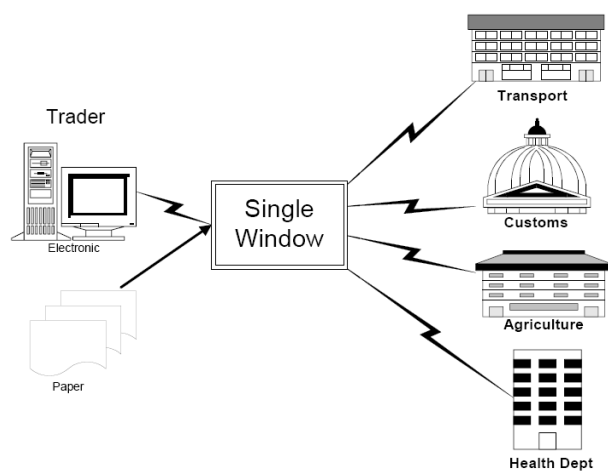 Trader
Electronic
Paper
Single
Window
Transport
Customs
Agriculture
Health Dept